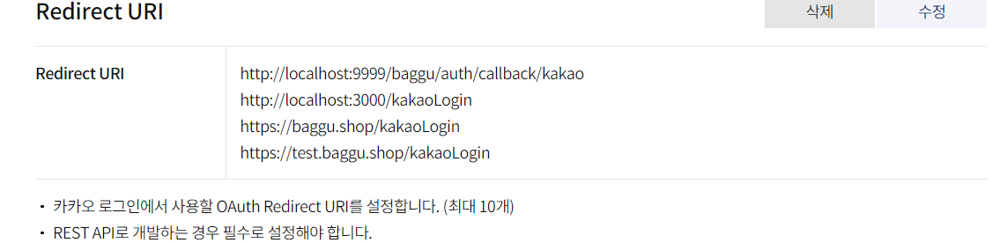 Redirect URI
삭제
수정
Redirect URI
http://localhost:9999/baggu/auth/callback/kakao
http://localhost:3000/kakaoLogin
https://baggu.shop/kakaoLogin
https://test.baggu.shop/kakaoLogin
• 카카오 로그인에서 사용할 OAuth Redirect URI를 설정합니다. (최대 10개)
• REST API로 개발하는 경우 필수로 설정해야 합니다.